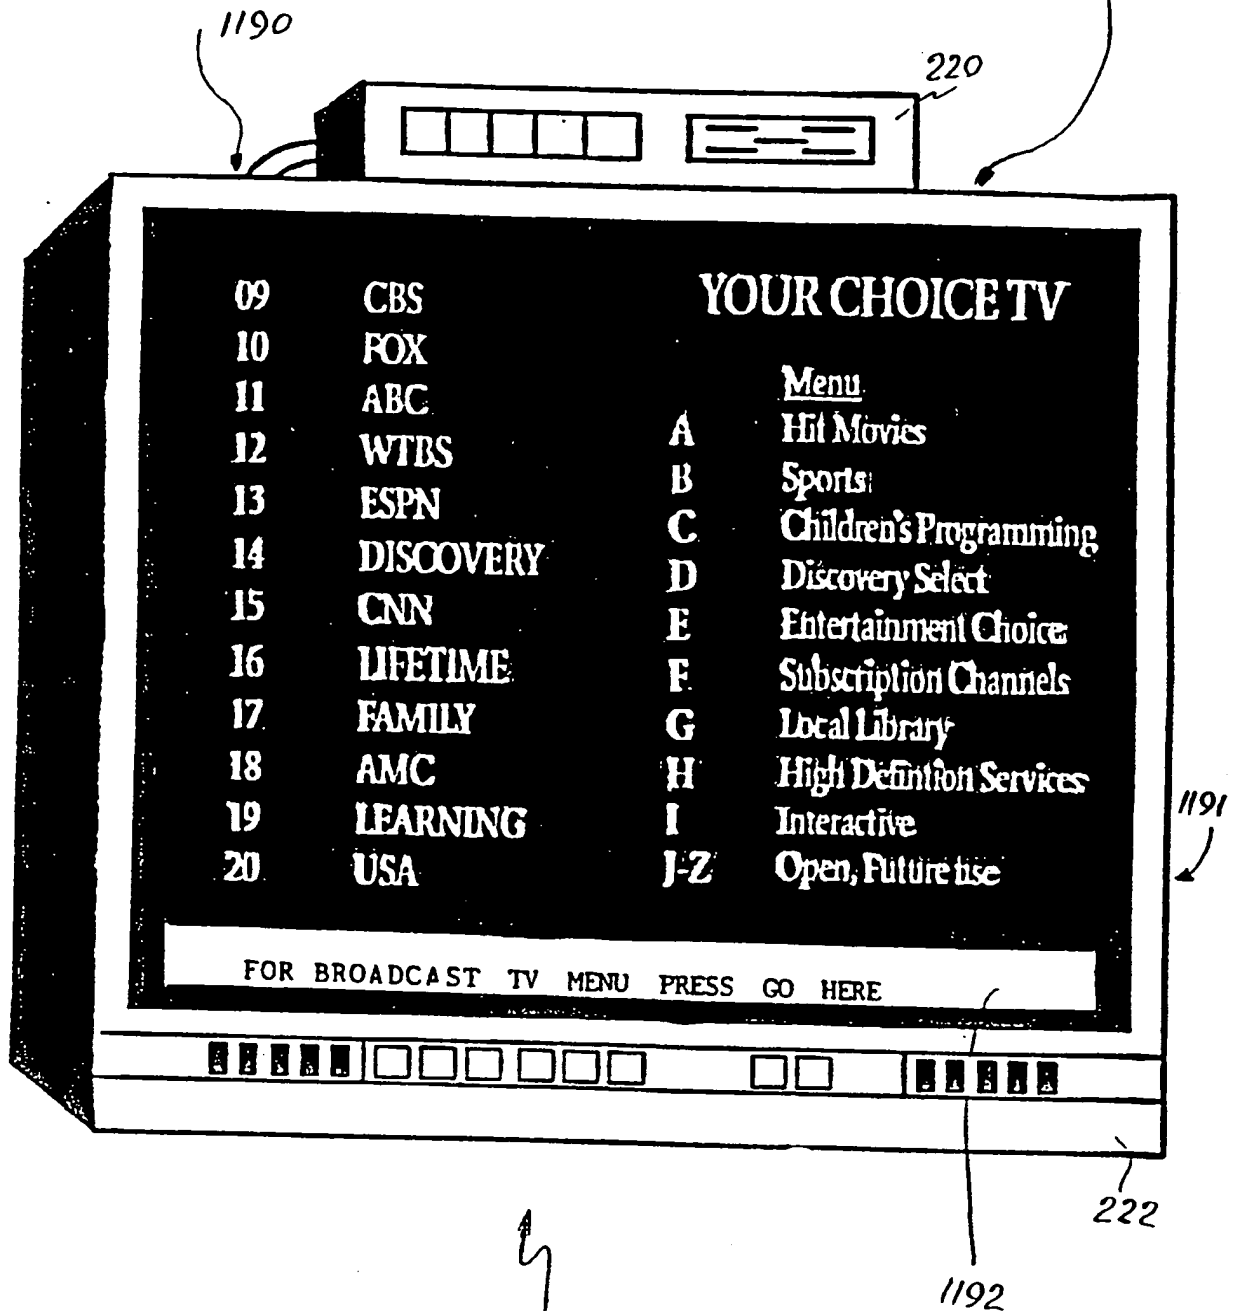 1190
220
09 CBS
10 FOX
11 ABC
12 WTBS
13 ESPN
14 DISCOVERY
15 CNN
16 LIFETIME
17 FAMILY
18 AMC
19 LEARNING
20 USA
YOUR CHOICE TV
Menu
A Hit Movies
B Sports
C Children's Programming
D Discovery Select
E Entertainment Choice
F Subscription Channels
G Local Library
H High Defintion Services
I Interactive
J-Z Open, Future use
1191
FOR BROADCAST TV MENU PRESS GO HERE
222
1192